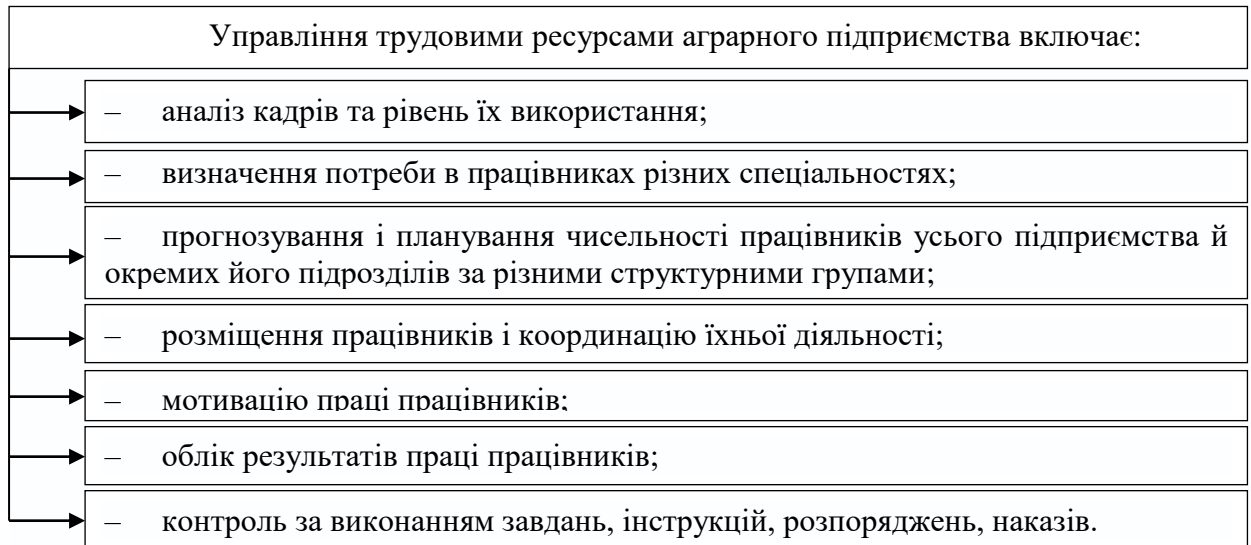 Управління трудовими ресурсами аграрного підприємства включає:
– аналіз кадрів та рівень їх використання;
– визначення потреби в працівниках різних спеціальностях;
– прогнозування і планування чисельності працівників усього підприємства й
окремих його підрозділів за різними структурними групами;
– розміщення працівників і координацію їхньої діяльності;
– мотивацію праці працівників;
– облік результатів праці працівників;
– контроль за виконанням завдань, інструкцій, розпоряджень, наказів.